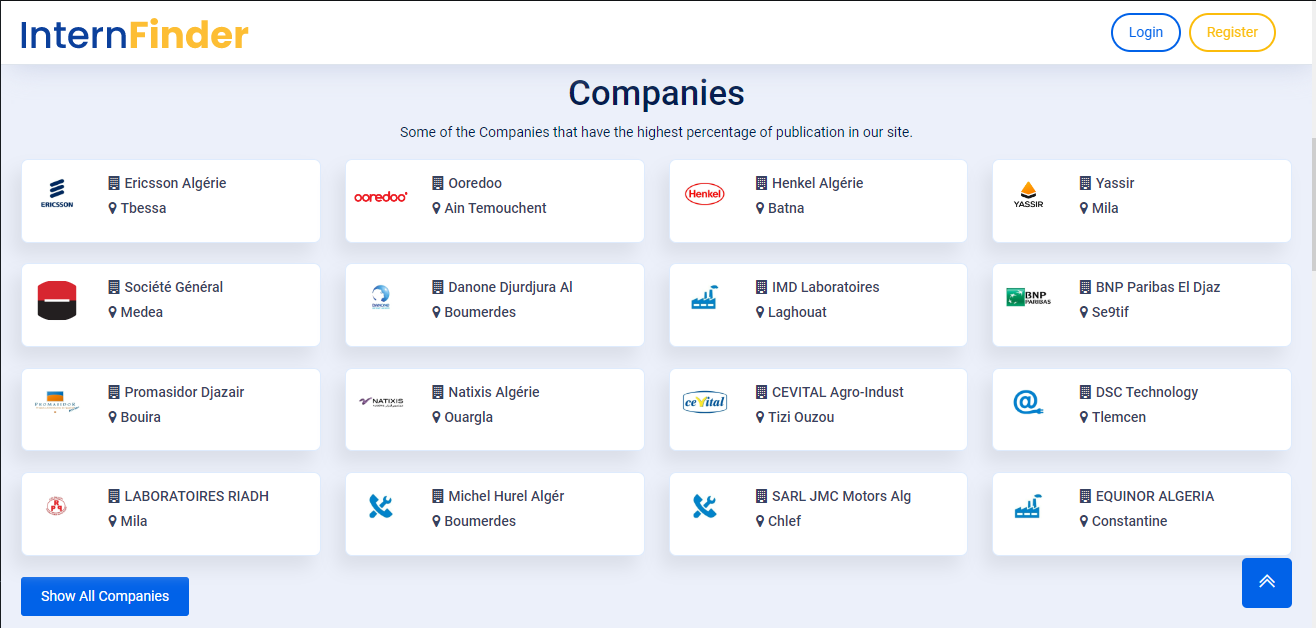 InternFinder
Login
Register
Companies
Some of the Companies that have the highest percentage of publication in our site.
ERICSSON
Ericsson Algérie
Tbessa
ooredoo
Ooredoo
Ain Temouchent
Henkel
Henkel Algérie
Batna
YASSIR
Yassir
Mila
Société Général
Medea
DANONE
Danone Djurdjura Al
Boumerdes
IMD Laboratoires
Laghouat
BNP
PARIBAS
BNP Paribas El Djaz
Se9tif
PROMASIDOR
Promasidor Djazair
Bouira
NATIXIS
Natixis Algérie
Ouargla
cevital
CEVITAL Agro-Indust
Tizi Ouzou
DSC Technology
Tlemcen
LABORATOIRES RIADH
Mila
Michel Hurel Algér
Boumerdes
SARL JMC Motors Alg
Chlef
EQUINOR ALGERIA
Constantine
Show All Companies